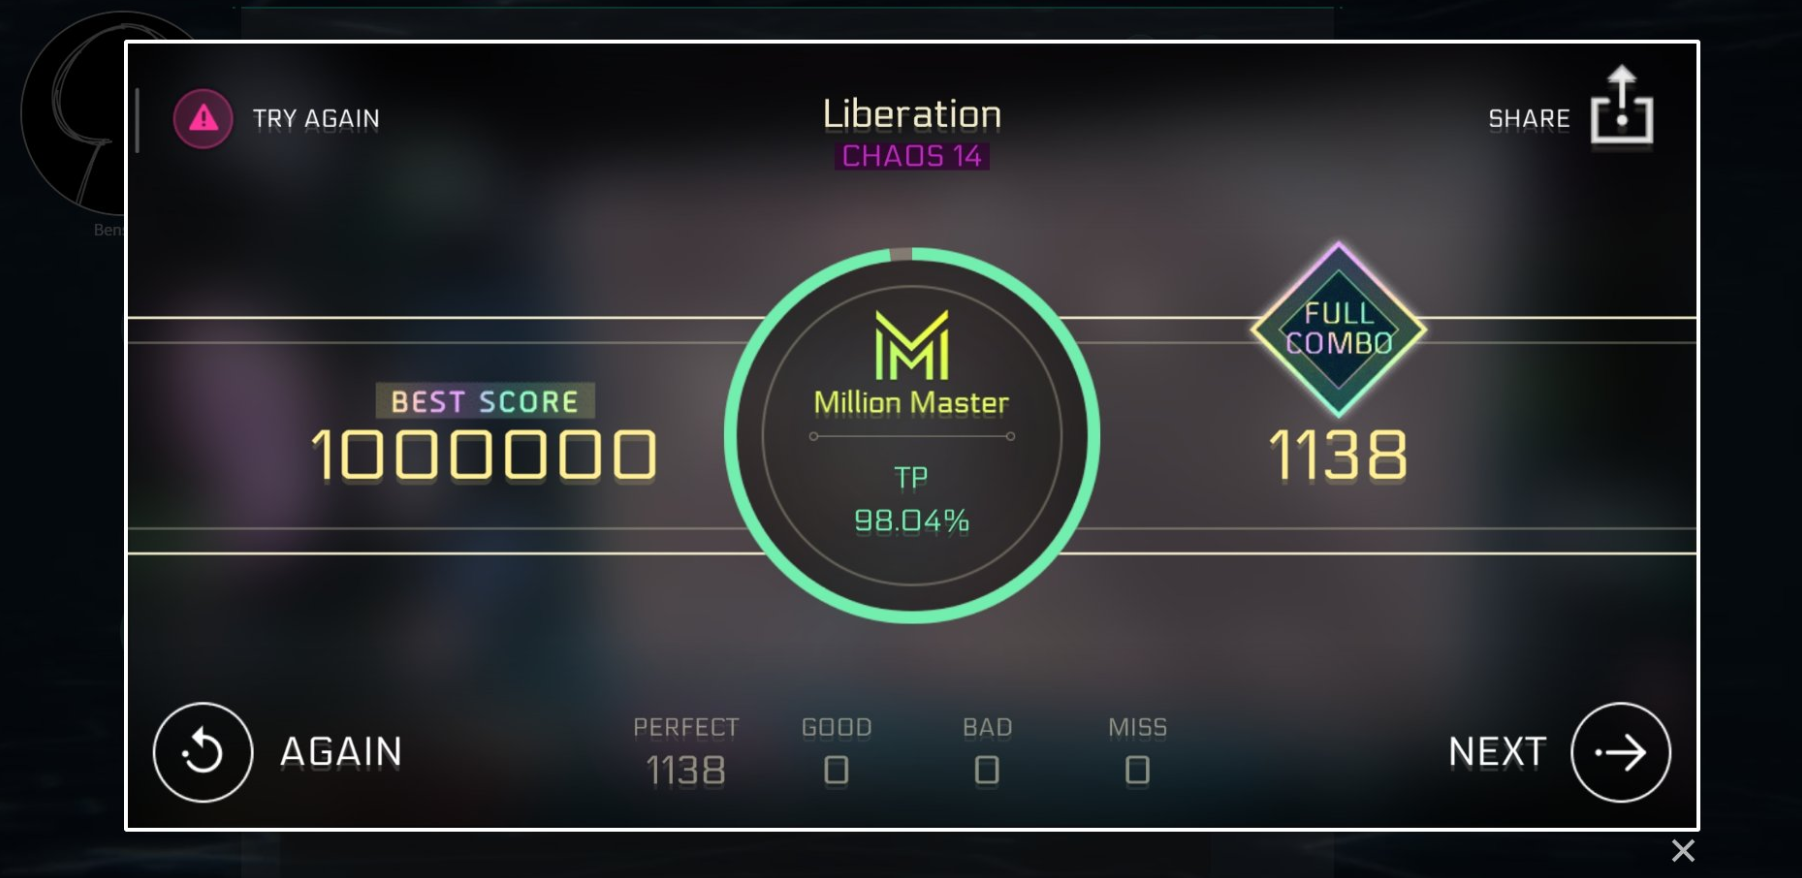 TRY AGAIN
Liberation
CHAOS 14
SHARE
FULL
COMBO
BEST SCORE
1000000
Million Master
TP
98.04%
1138
AGAIN
PERFECT GOOD BAD MISS
1138 0 0 0
NEXT